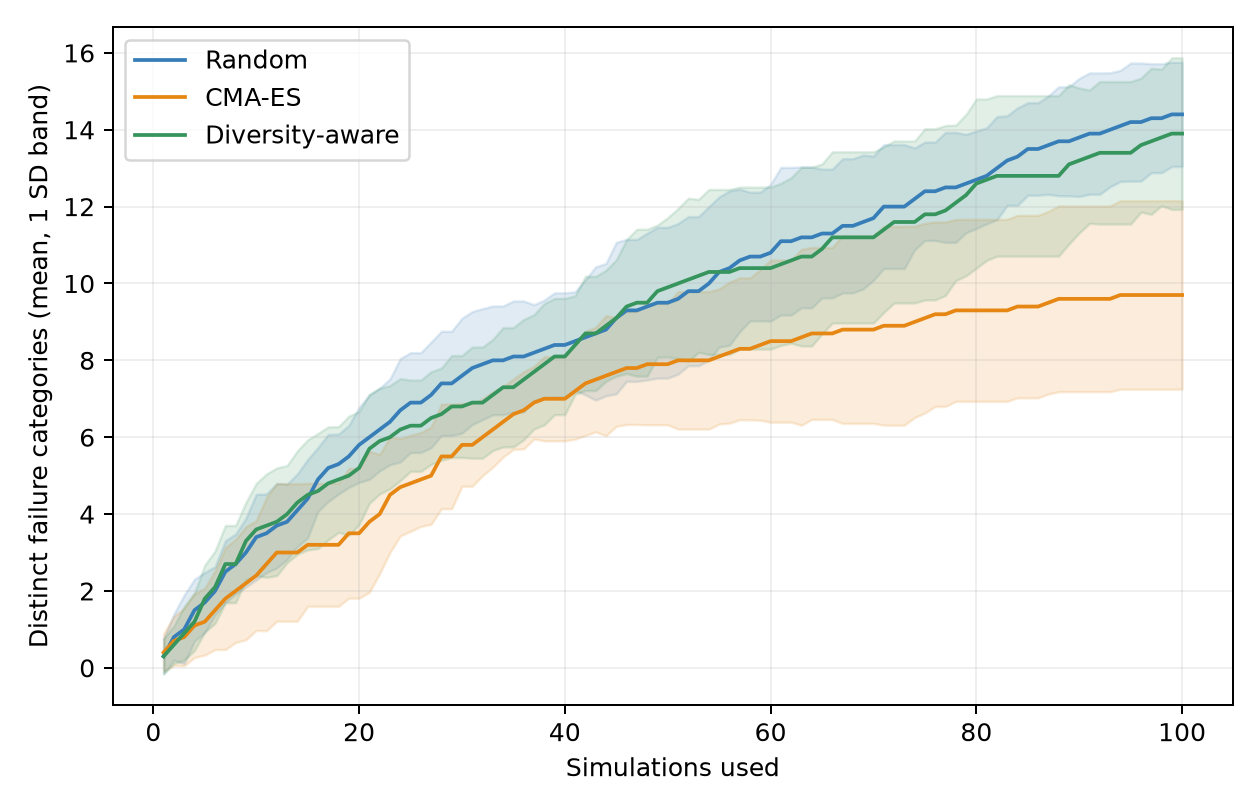 16
14
12
10
8
6
4
2
0
Distinct failure categories (mean, 1 SD band)
Random
CMA-ES
Diversity-aware
0 20 40 60 80 100
Simulations used